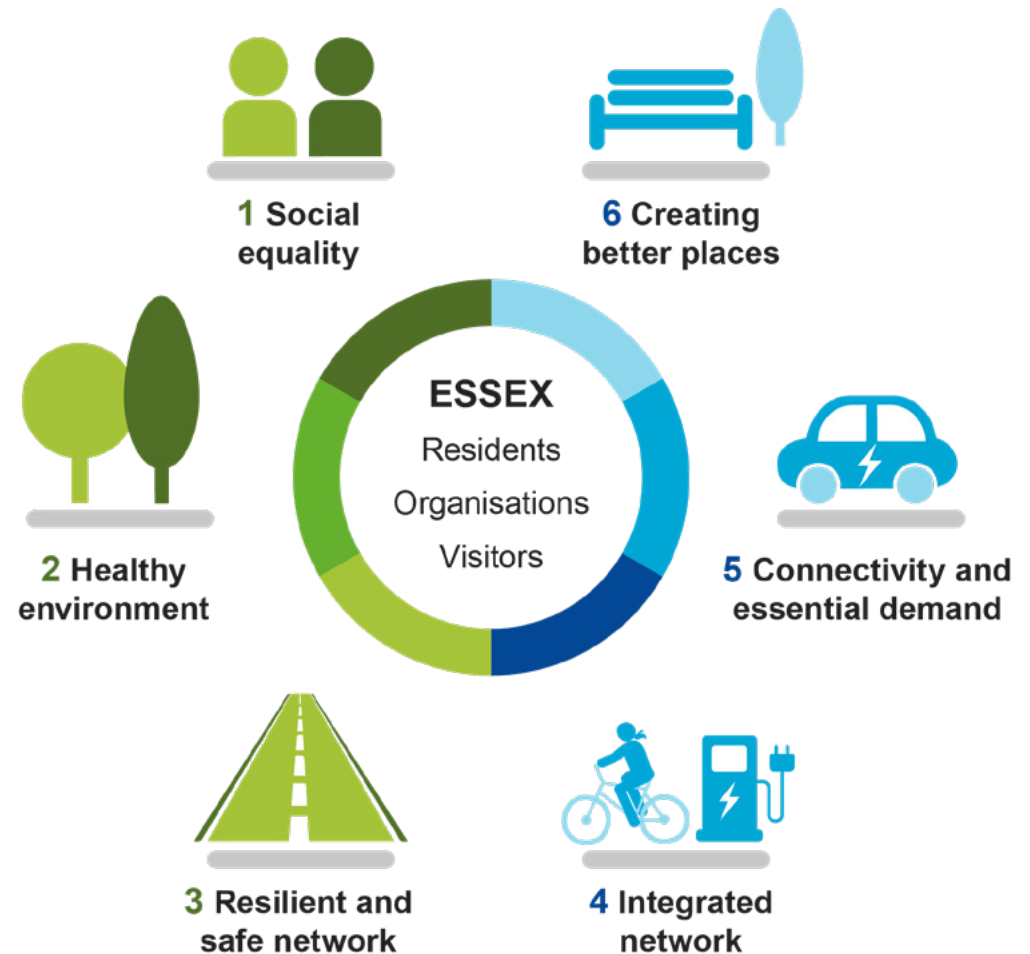 1 Social
equality
6 Creating
better places
ESSEX
Residents
Organisations
Visitors
2 Healthy
environment
5 Connectivity and
essential demand
3 Resilient and
safe network
4 Integrated
network